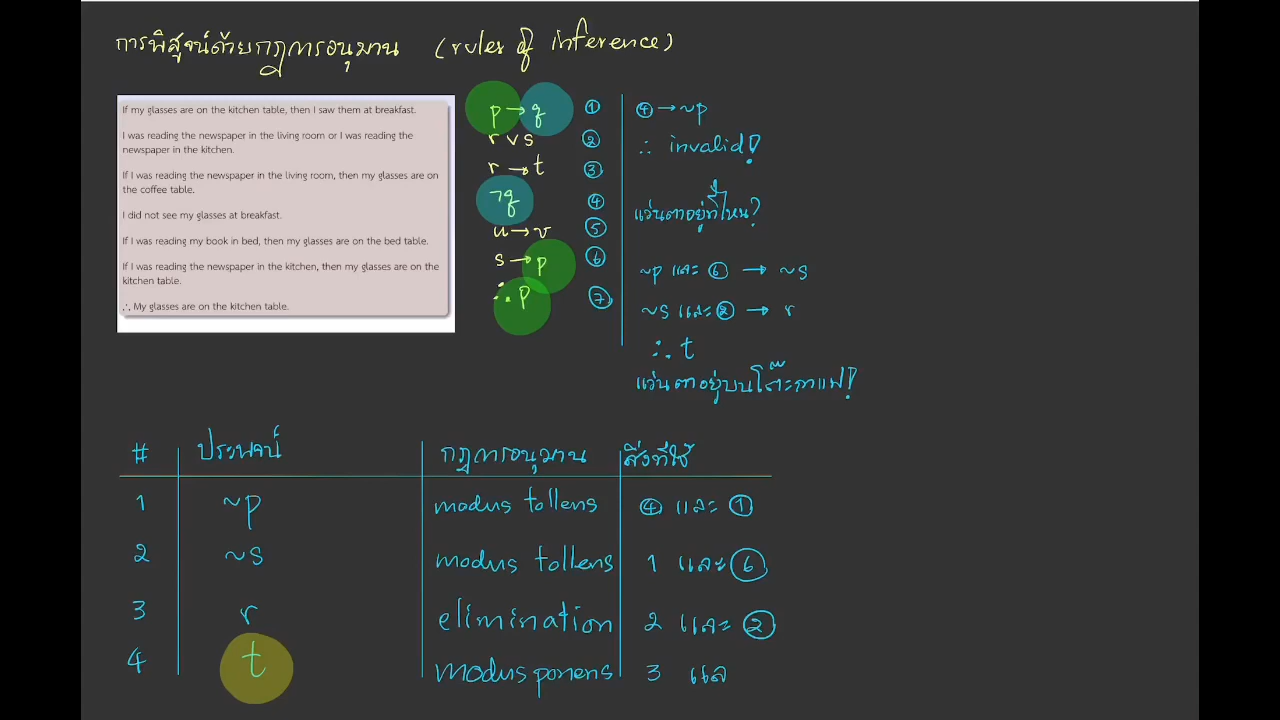 การพิสูจน์ด้วยกฎการอนุมาน (rules of inference)
If my glasses are on the kitchen table, then I saw them at breakfast.
I was reading the newspaper in the living room or I was reading the
newspaper in the kitchen.
If I was reading the newspaper in the living room, then my glasses are on
the coffee table.
I did not see my glasses at breakfast.
If I was reading my book in bed, then my glasses are on the bed table.
If I was reading the newspaper in the kitchen, then my glasses are on the
kitchen table.
∴ My glasses are on the kitchen table.
p → q ①
r ∨ s ②
r → t ③
¬q ④
u → v ⑤
s → p ⑥
∴ p ⑦
④ → ~p
∴ invalid!
แว่นตาอยู่ที่ไหน?
~p และ ⑥ → ~s
~s และ ② → r
∴ t
แว่นตาอยู่บนโต๊ะกาแฟ!
# ประพจน์ กฎการอนุมาน สิ่งที่ใช้
1 ~p modus tollens ④ และ ①
2 ~s modus tollens 1 และ ⑥
3 r elimination 2 และ ②
4 t modus ponens 3 แล